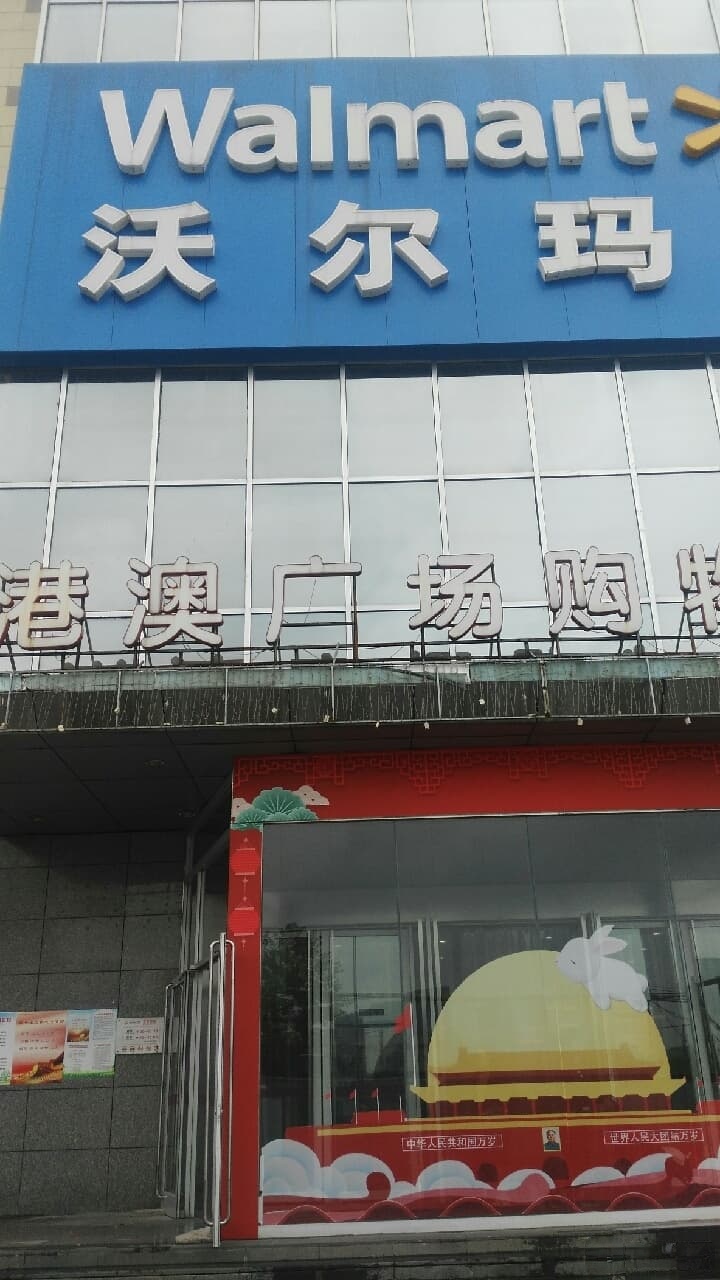 Walmart
沃尔玛
港澳广场购物
中华人民共和国万岁
世界人民大团结万岁